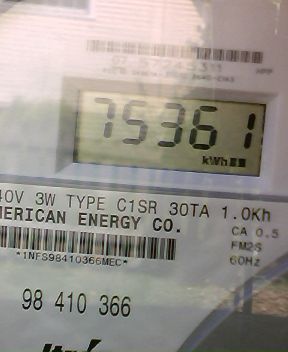 75361
kWh
40V 3W TYPE C1SR 30TA 1.0Kh
MERICAN ENERGY CO.
CA 0.5
FM2S
60Hz
*1NFS98410366MEC*
98 410 366